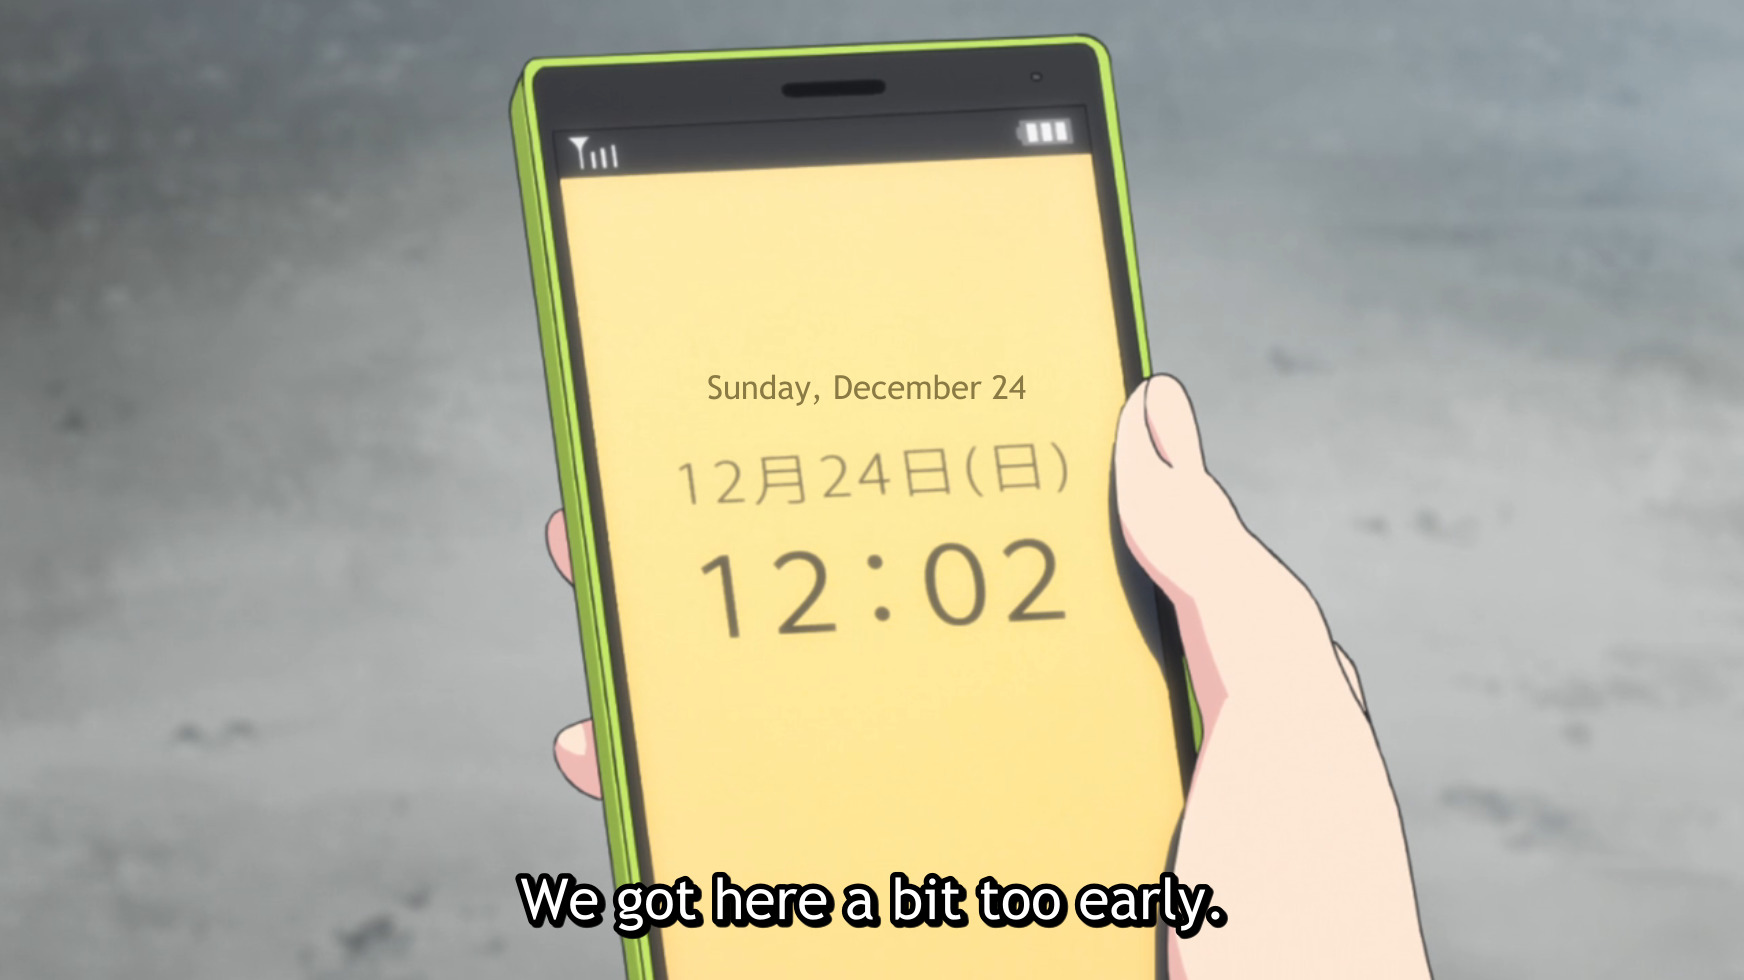 Sunday, December 24
12月24日(日)
12:02
We got here a bit too early.